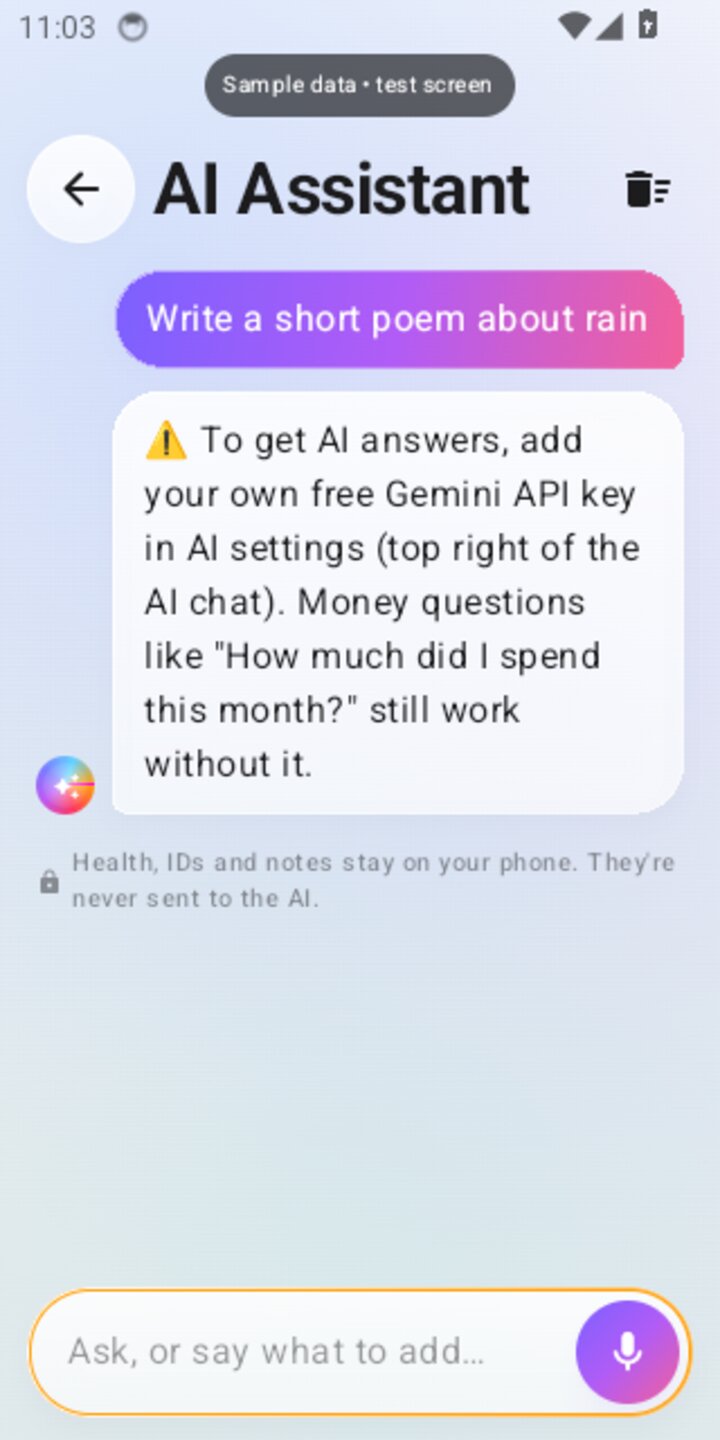 11:03
Sample data • test screen
AI Assistant
Write a short poem about rain
⚠️ To get AI answers, add
your own free Gemini API key
in AI settings (top right of the
AI chat). Money questions
like "How much did I spend
this month?" still work
without it.
Health, IDs and notes stay on your phone. They're
never sent to the AI.
Ask, or say what to add…